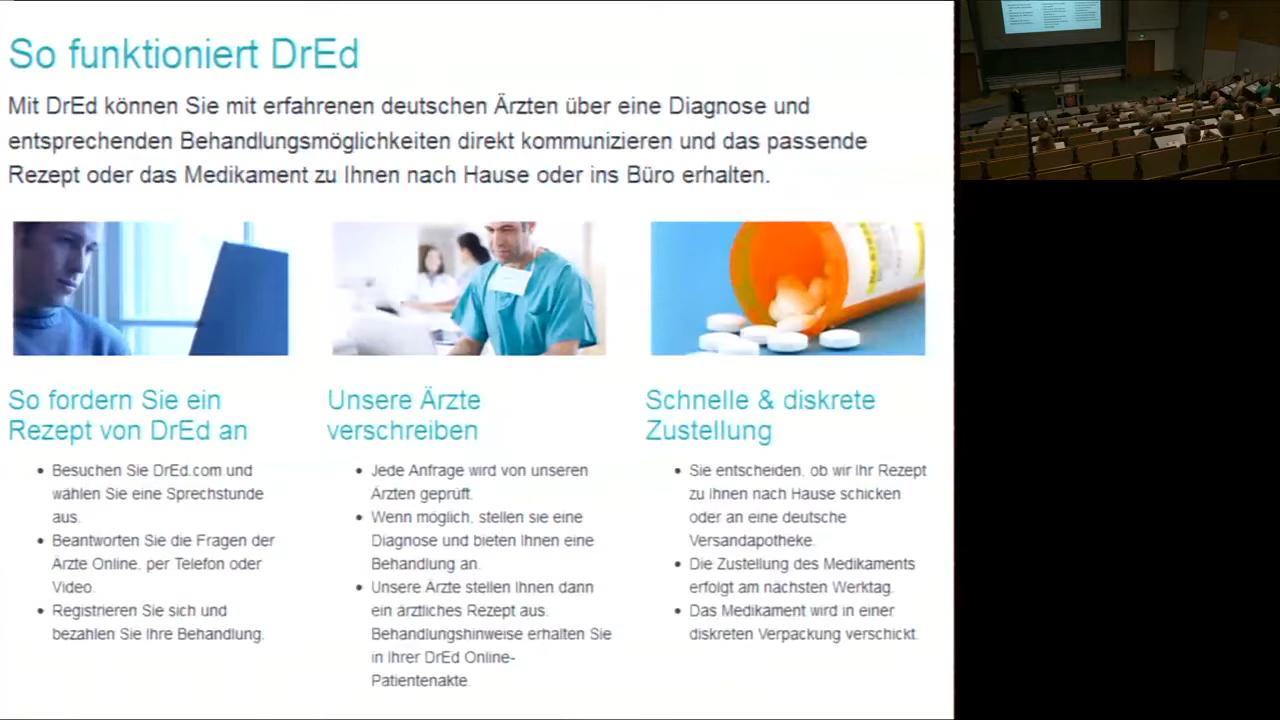 So funktioniert DrEd
Mit DrEd können Sie mit erfahrenen deutschen Ärzten über eine Diagnose und
entsprechenden Behandlungsmöglichkeiten direkt kommunizieren und das passende
Rezept oder das Medikament zu Ihnen nach Hause oder ins Büro erhalten.
So fordern Sie ein
Rezept von DrEd an
Besuchen Sie DrEd.com und
wählen Sie eine Sprechstunde
aus.
Beantworten Sie die Fragen der
Ärzte Online, per Telefon oder
Video.
Registrieren Sie sich und
bezahlen Sie Ihre Behandlung.
Unsere Ärzte
verschreiben
Jede Anfrage wird von unseren
Ärzten geprüft.
Wenn möglich, stellen sie eine
Diagnose und bieten Ihnen eine
Behandlung an.
Unsere Ärzte stellen Ihnen dann
ein ärztliches Rezept aus.
Behandlungshinweise erhalten Sie
in Ihrer DrEd Online-
Patientenakte.
Schnelle & diskrete
Zustellung
Sie entscheiden, ob wir Ihr Rezept
zu Ihnen nach Hause schicken
oder an eine deutsche
Versandapotheke.
Die Zustellung des Medikaments
erfolgt am nächsten Werktag.
Das Medikament wird in einer
diskreten Verpackung verschickt.